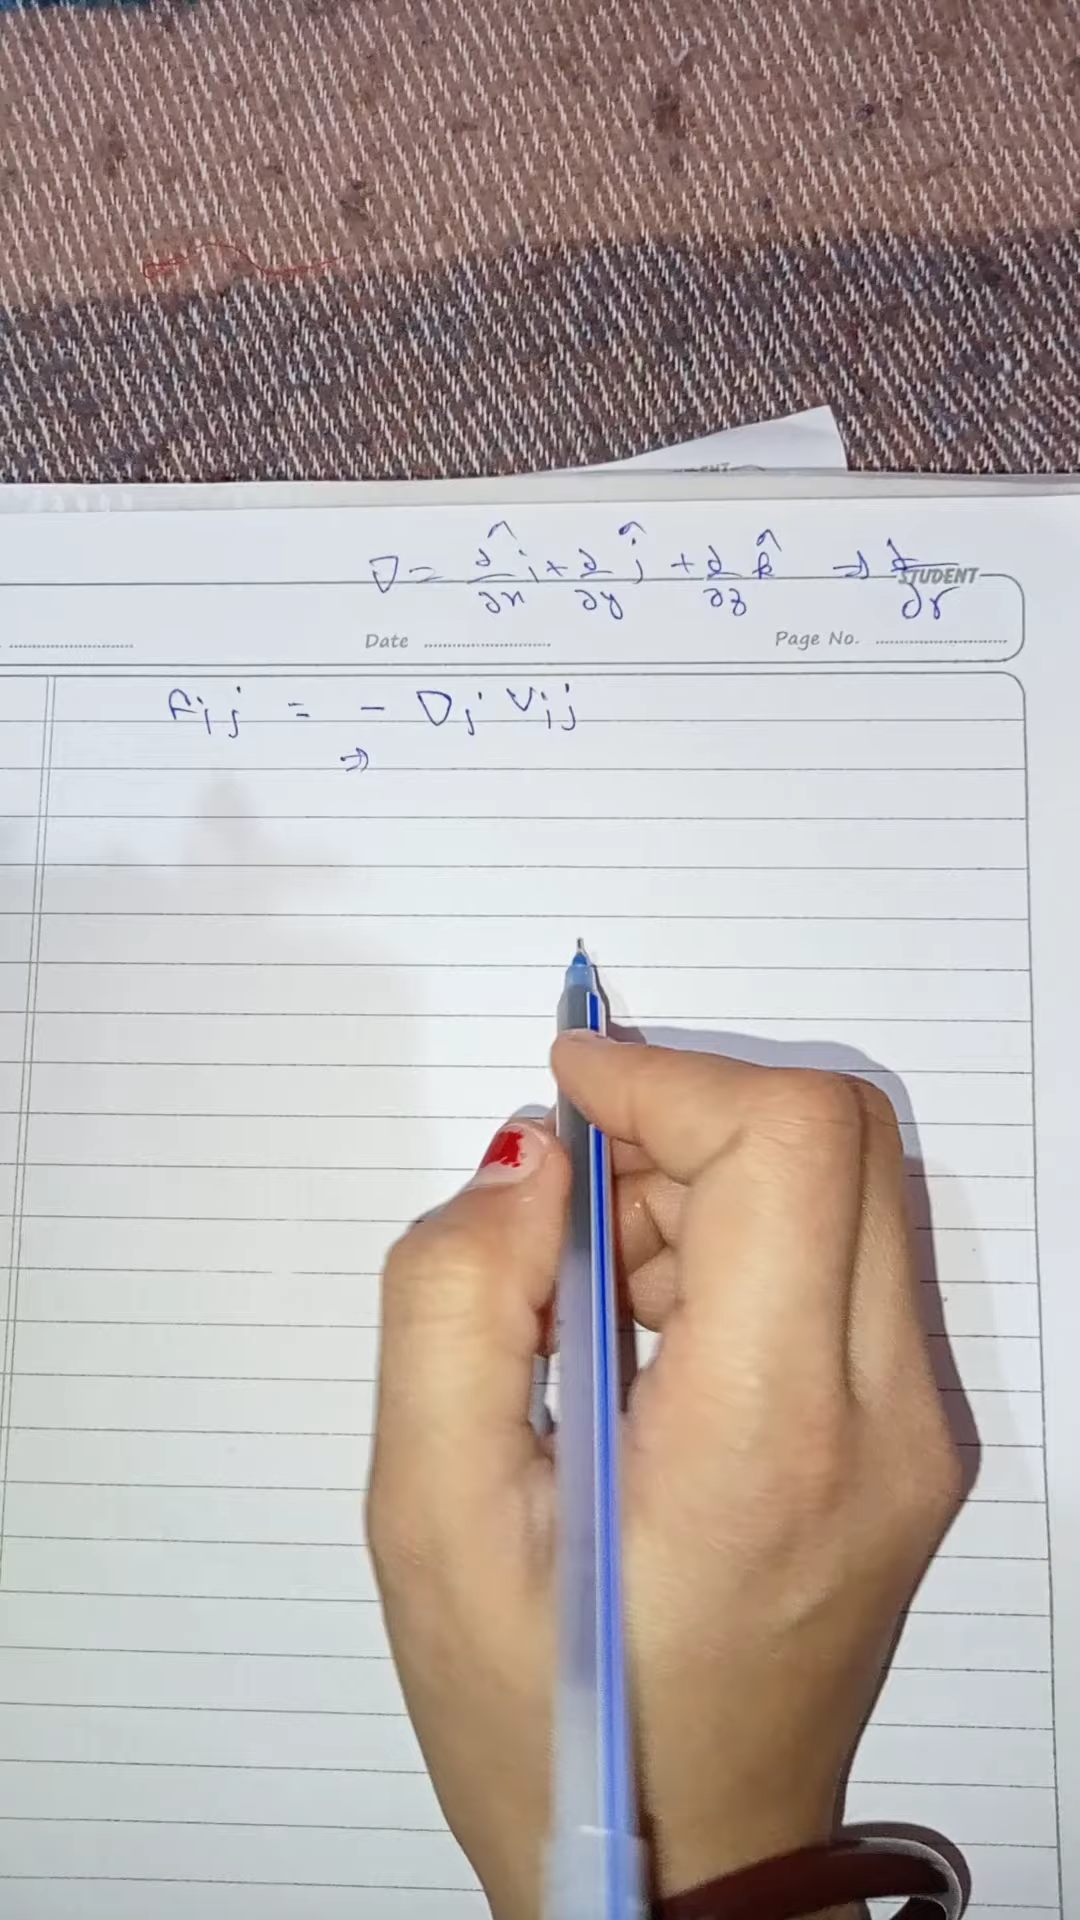 ∇ = ∂/∂x î + ∂/∂y ĵ + ∂/∂z k̂ ⇒ ∂/∂r
STUDENT
Date Page No.
Fij = - ∇j Vij
⇒